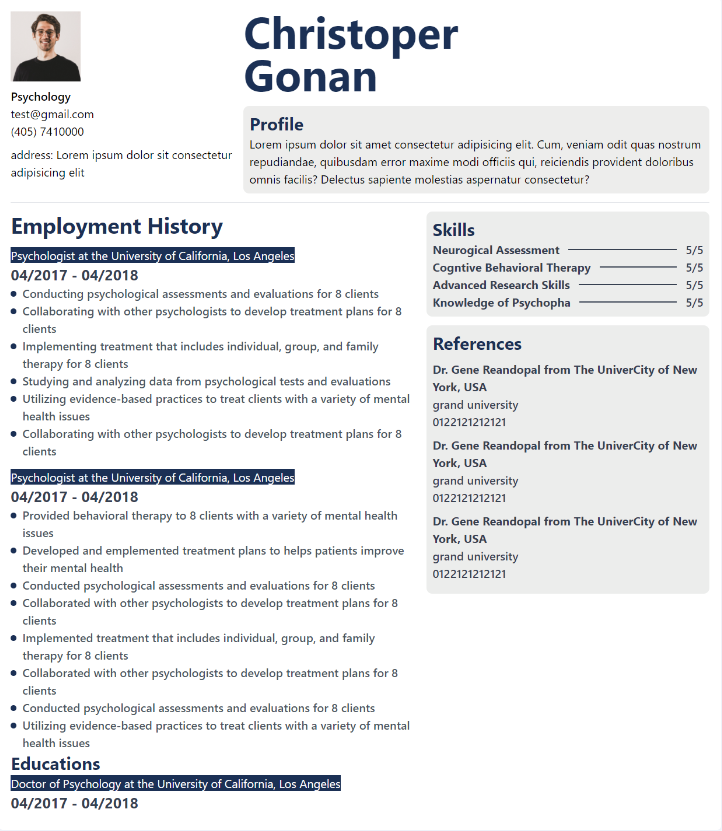 Christoper
Gonan
Psychology
test@gmail.com
(405) 7410000
address: Lorem ipsum dolor sit consectetur
adipisicing elit
Profile
Lorem ipsum dolor sit amet consectetur adipisicing elit. Cum, veniam odit quas nostrum
repudiandae, quibusdam error maxime modi officiis qui, reiciendis provident doloribus
omnis facilis? Delectus sapiente molestias aspernatur consectetur?
Employment History
Psychologist at the University of California, Los Angeles
04/2017 - 04/2018
Conducting psychological assessments and evaluations for 8 clients
Collaborating with other psychologists to develop treatment plans for 8
clients
Implementing treatment that includes individual, group, and family
therapy for 8 clients
Studying and analyzing data from psychological tests and evaluations
Utilizing evidence-based practices to treat clients with a variety of mental
health issues
Collaborating with other psychologists to develop treatment plans for 8
clients
Psychologist at the University of California, Los Angeles
04/2017 - 04/2018
Provided behavioral therapy to 8 clients with a variety of mental health
issues
Developed and emplemented treatment plans to helps patients improve
their mental health
Conducted psychological assessments and evaluations for 8 clients
Collaborated with other psychologists to develop treatment plans for 8
clients
Implemented treatment that includes individual, group, and family
therapy for 8 clients
Collaborated with other psychologists to develop treatment plans for 8
clients
Conducted psychological assessments and evaluations for 8 clients
Utilizing evidence-based practices to treat clients with a variety of mental
health issues
Educations
Doctor of Psychology at the University of California, Los Angeles
04/2017 - 04/2018
Skills
Neurogical Assessment 5/5
Cogntive Behavioral Therapy 5/5
Advanced Research Skills 5/5
Knowledge of Psychopha 5/5
References
Dr. Gene Reandopal from The UniverCity of New
York, USA
grand university
0122121212121
Dr. Gene Reandopal from The UniverCity of New
York, USA
grand university
0122121212121
Dr. Gene Reandopal from The UniverCity of New
York, USA
grand university
0122121212121